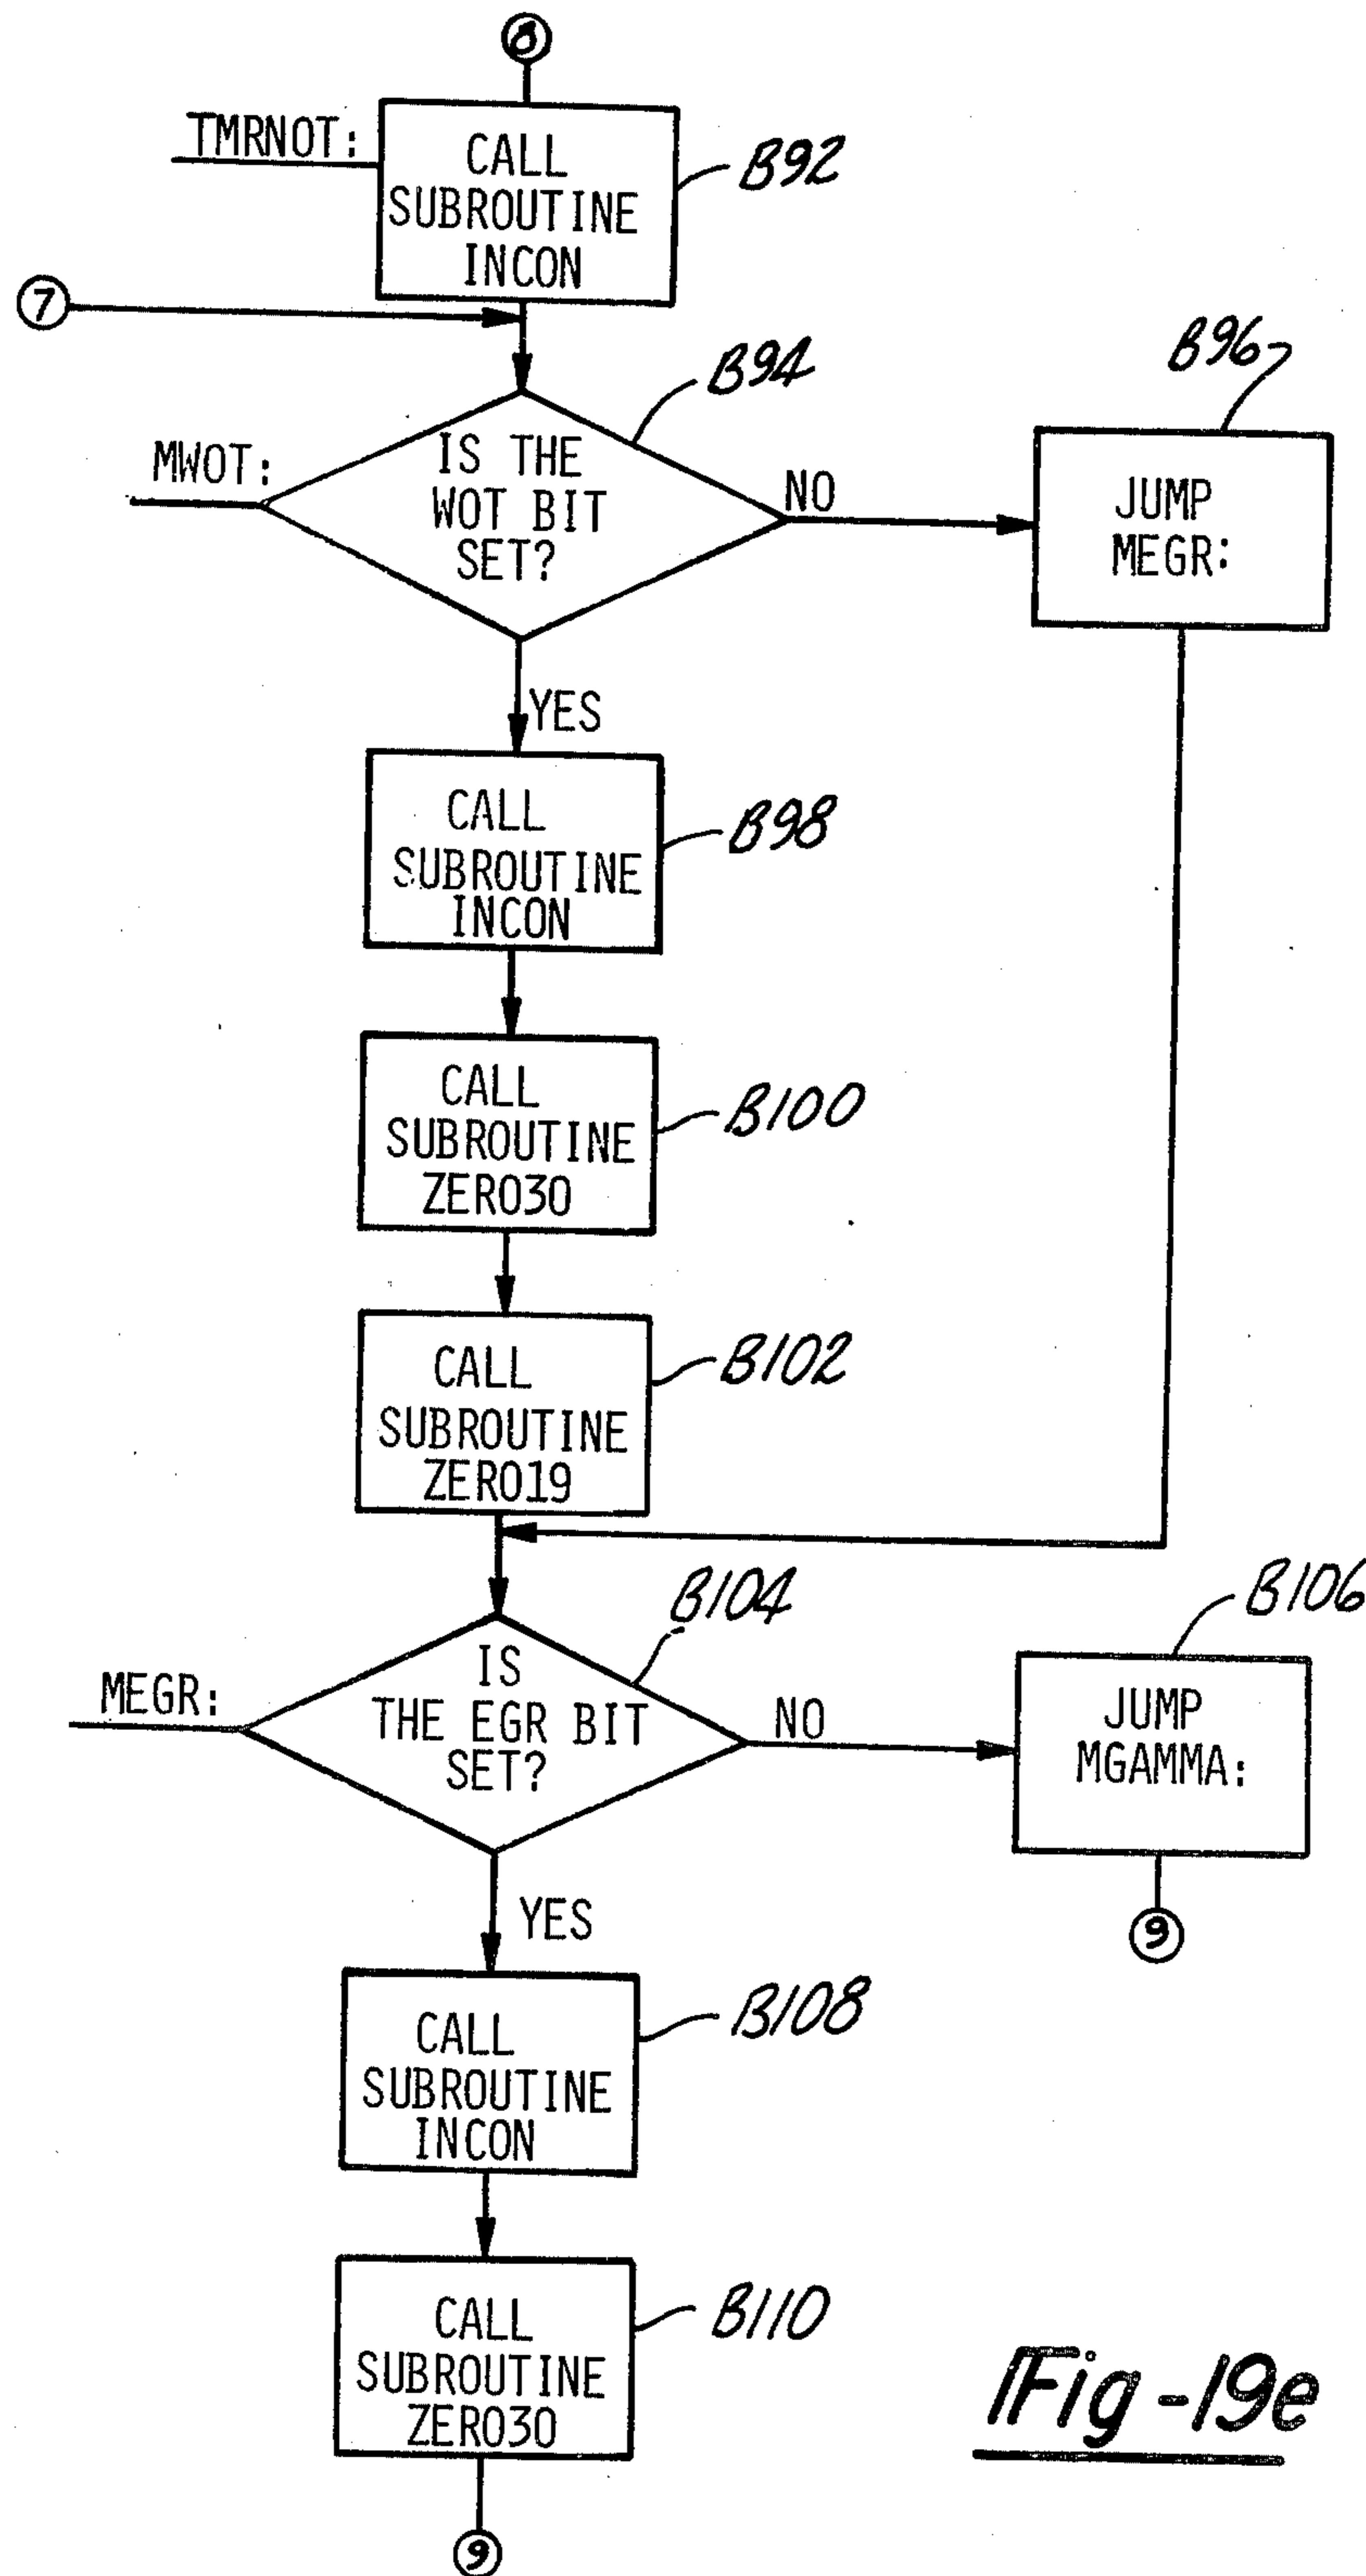 8
TMRNOT:
CALL
SUBROUTINE
INCON
B92
7
MWOT:
IS THE
WOT BIT
SET?
B94
NO
B96
JUMP
MEGR:
YES
CALL
SUBROUTINE
INCON
B98
CALL
SUBROUTINE
ZERO30
B100
CALL
SUBROUTINE
ZERO19
B102
MEGR:
IS
THE EGR BIT
SET?
B104
NO
B106
JUMP
MGAMMA:
9
YES
CALL
SUBROUTINE
INCON
B108
CALL
SUBROUTINE
ZERO30
B110
9
Fig-19e